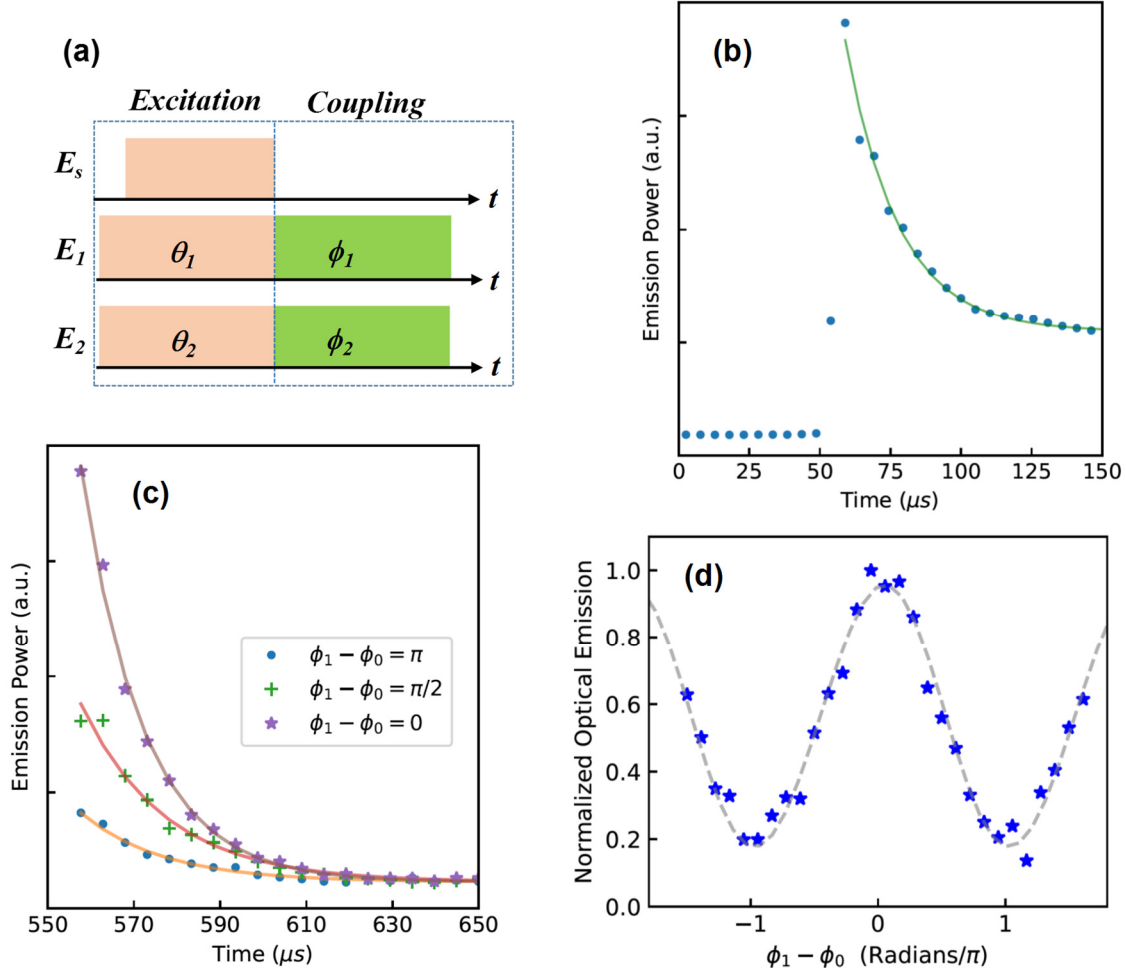 (a)
Excitation Coupling
E_s t
E_1 θ_1 ϕ_1 t
E_2 θ_2 ϕ_2 t
(b)
Emission Power (a.u.)
0 25 50 75 100 125 150
Time (μs)
(c)
Emission Power (a.u.)
ϕ_1 − ϕ_0 = π
ϕ_1 − ϕ_0 = π/2
ϕ_1 − ϕ_0 = 0
550 570 590 610 630 650
Time (μs)
(d)
Normalized Optical Emission
1.0
0.8
0.6
0.4
0.2
0.0
−1 0 1
ϕ_1 − ϕ_0 (Radians/π)